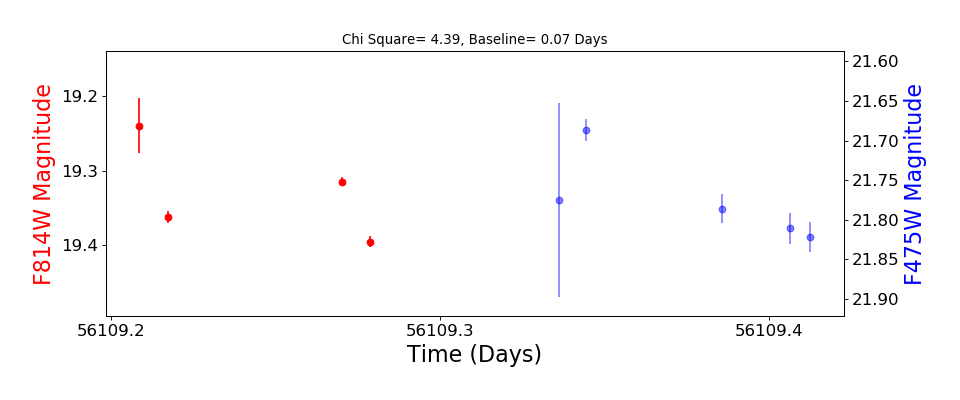 Chi Square= 4.39, Baseline= 0.07 Days
F814W Magnitude
19.2
19.3
19.4
21.60
21.65
21.70
21.75
21.80
21.85
21.90
F475W Magnitude
56109.2 56109.3 56109.4
Time (Days)